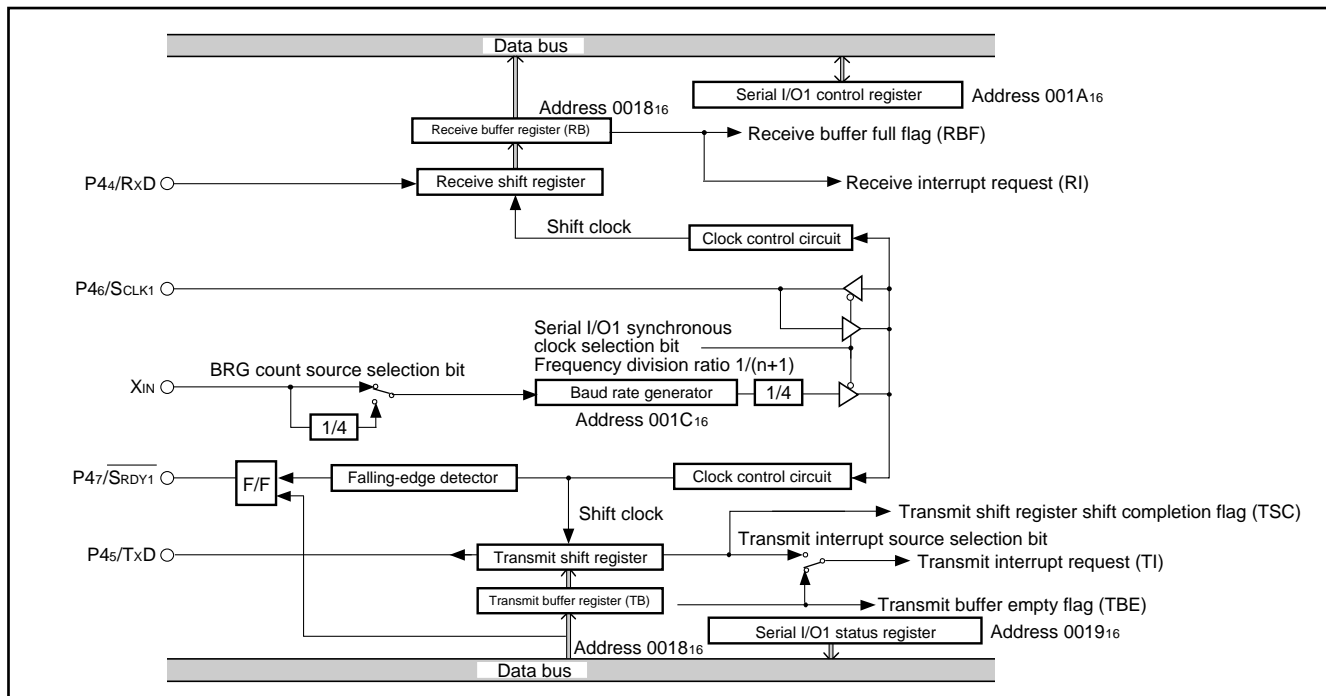 Data bus
Address 0018₁₆
Serial I/O1 control register
Address 001A₁₆
Receive buffer register (RB)
Receive buffer full flag (RBF)
P4₄/RxD
Receive shift register
Receive interrupt request (RI)
Shift clock
Clock control circuit
P4₆/SCLK1
Serial I/O1 synchronous
clock selection bit
BRG count source selection bit
Frequency division ratio 1/(n+1)
XIN
Baud rate generator
1/4
1/4
Address 001C₁₆
P4₇/S̅R̅D̅Y̅1̅
F/F
Falling-edge detector
Clock control circuit
Shift clock
Transmit shift register shift completion flag (TSC)
Transmit interrupt source selection bit
P4₅/TxD
Transmit shift register
Transmit interrupt request (TI)
Transmit buffer register (TB)
Transmit buffer empty flag (TBE)
Address 0018₁₆
Serial I/O1 status register
Address 0019₁₆
Data bus